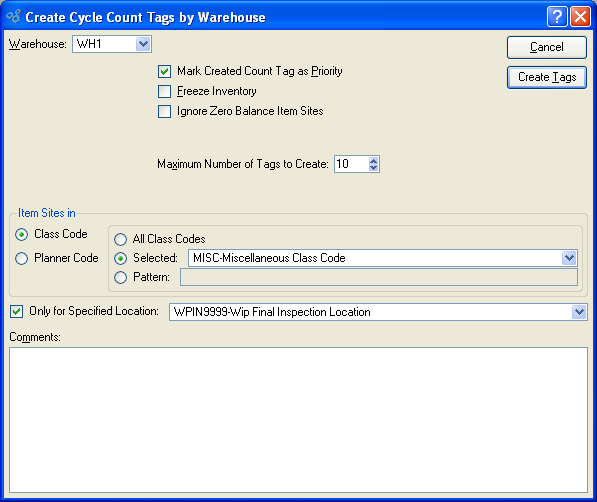 Create Cycle Count Tags by Warehouse
Warehouse: WH1
Cancel
Mark Created Count Tag as Priority
Create Tags
Freeze Inventory
Ignore Zero Balance Item Sites
Maximum Number of Tags to Create: 10
Item Sites in
Class Code
All Class Codes
Planner Code
Selected: MISC-Miscellaneous Class Code
Pattern:
Only for Specified Location: WPIN9999-Wip Final Inspection Location
Comments: